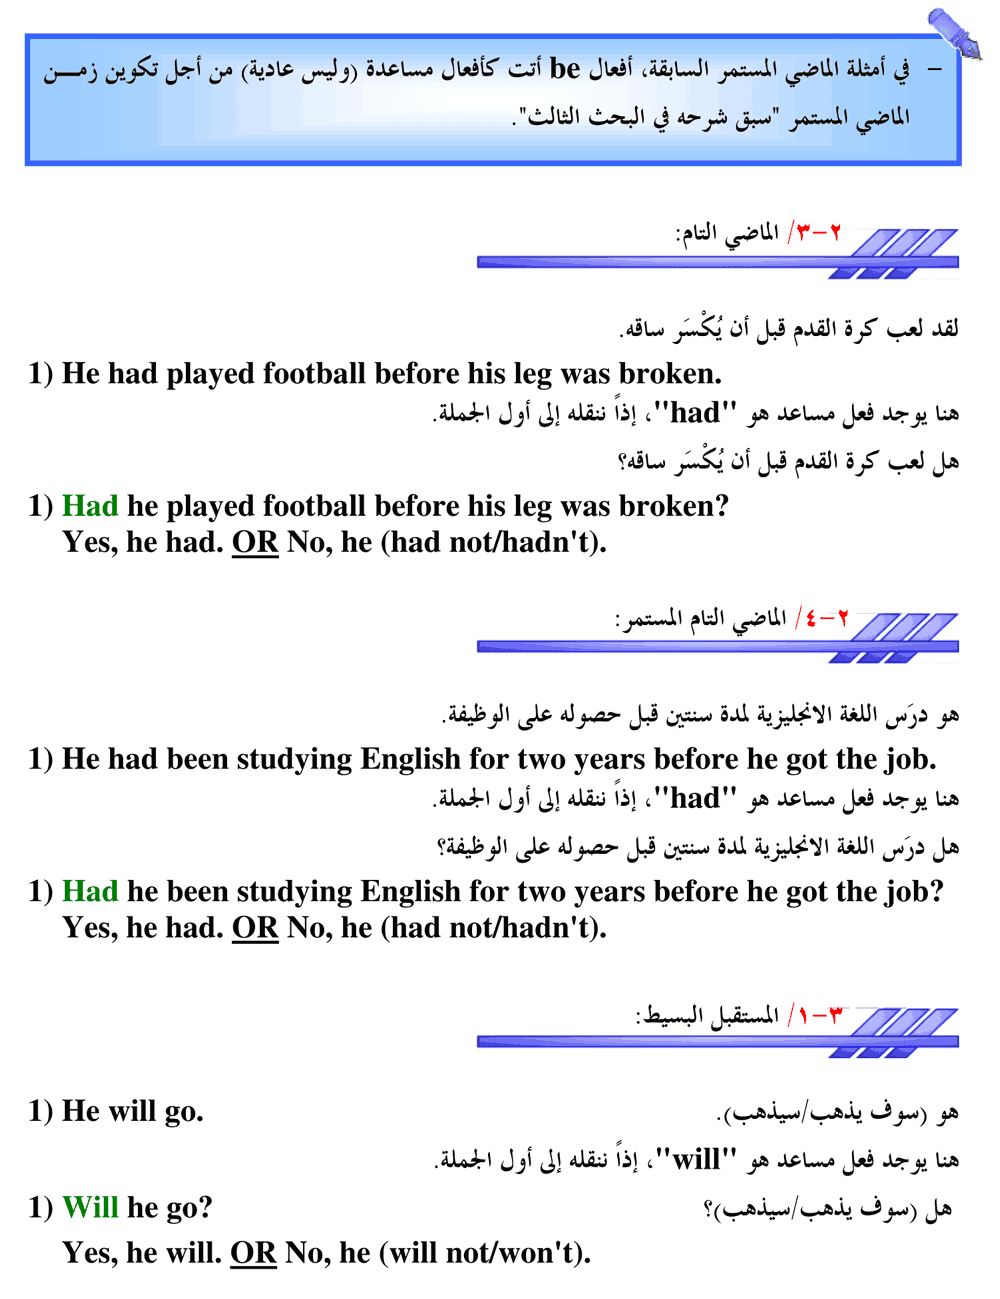 – في أمثلة الماضي المستمر السابقة، أفعال be أتت كأفعال مساعدة (وليس عادية) من أجل تكوين زمـــن
الماضي المستمر "سبق شرحه في البحث الثالث".
٢-٣/ الماضي التام:
لقد لعب كرة القدم قبل أن يُكْسَر ساقه.
1) He had played football before his leg was broken.
هنا يوجد فعل مساعد هو "had"، إذاً ننقله إلى أول الجملة.
هل لعب كرة القدم قبل أن يُكْسَر ساقه؟
1) Had he played football before his leg was broken?
Yes, he had. OR No, he (had not/hadn't).
٢-٤/ الماضي التام المستمر:
هو درَس اللغة الانجليزية لمدة سنتين قبل حصوله على الوظيفة.
1) He had been studying English for two years before he got the job.
هنا يوجد فعل مساعد هو "had"، إذاً ننقله إلى أول الجملة.
هل درَس اللغة الانجليزية لمدة سنتين قبل حصوله على الوظيفة؟
1) Had he been studying English for two years before he got the job?
Yes, he had. OR No, he (had not/hadn't).
٣-١/ المستقبل البسيط:
1) He will go. هو (سوف يذهب/سيذهب).
هنا يوجد فعل مساعد هو "will"، إذاً ننقله إلى أول الجملة.
1) Will he go? هل (سوف يذهب/سيذهب)؟
Yes, he will. OR No, he (will not/won't).